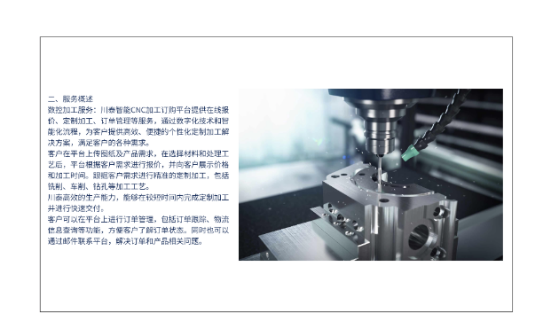 二、服务概述
数控加工服务：川泰智能CNC加工订购平台提供在线报
价、定制加工、订单管理等服务，通过数字化技术和智
能化流程，为客户提供高效、便捷的个性化定制加工解
决方案，满足客户的各种需求。
客户在平台上传图纸及产品需求，在选择材料和处理工
艺后，平台根据客户需求进行报价，并向客户展示价格
和加工时间。跟据客户需求进行精准的定制加工，包括
铣削、车削、钻孔等加工工艺。
川泰高效的生产能力，能够在较短时间内完成定制加工
并进行快速交付。
客户可以在平台上进行订单管理，包括订单跟踪、物流
信息查询等功能，方便客户了解订单状态。同时也可以
通过邮件联系平台，解决订单和产品相关问题。